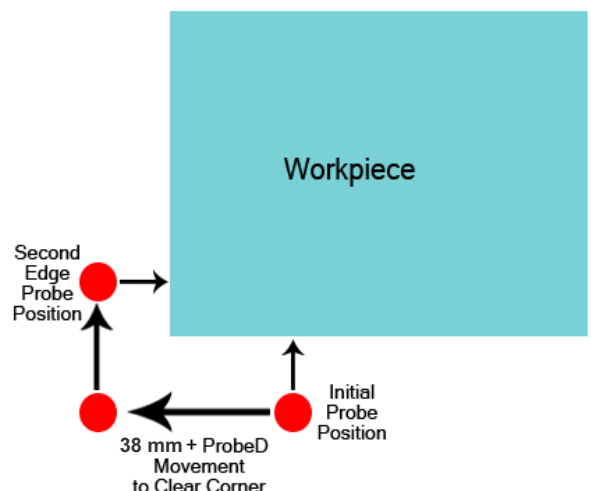 Workpiece
Second
Edge
Probe
Position
Initial
Probe
Position
38 mm + ProbeD
Movement
to Clear Corner